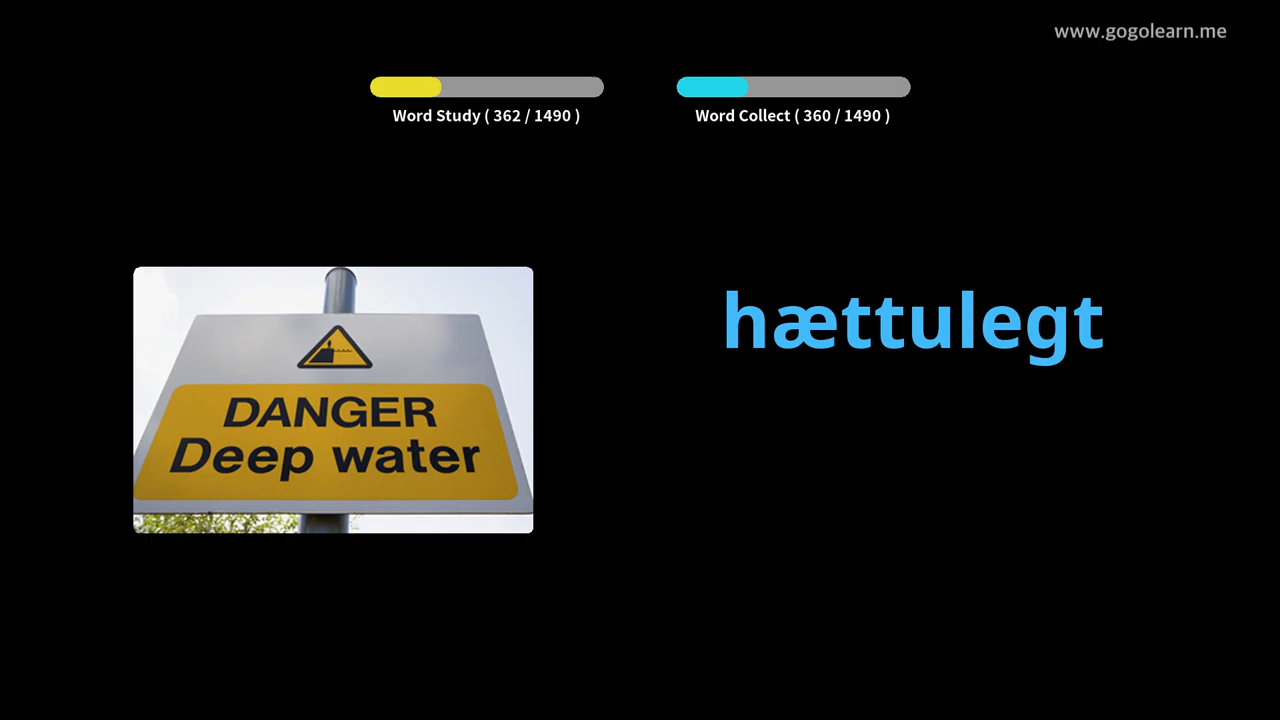 www.gogolearn.me
Word Study ( 362 / 1490 )
Word Collect ( 360 / 1490 )
DANGER
Deep water
hættulegt